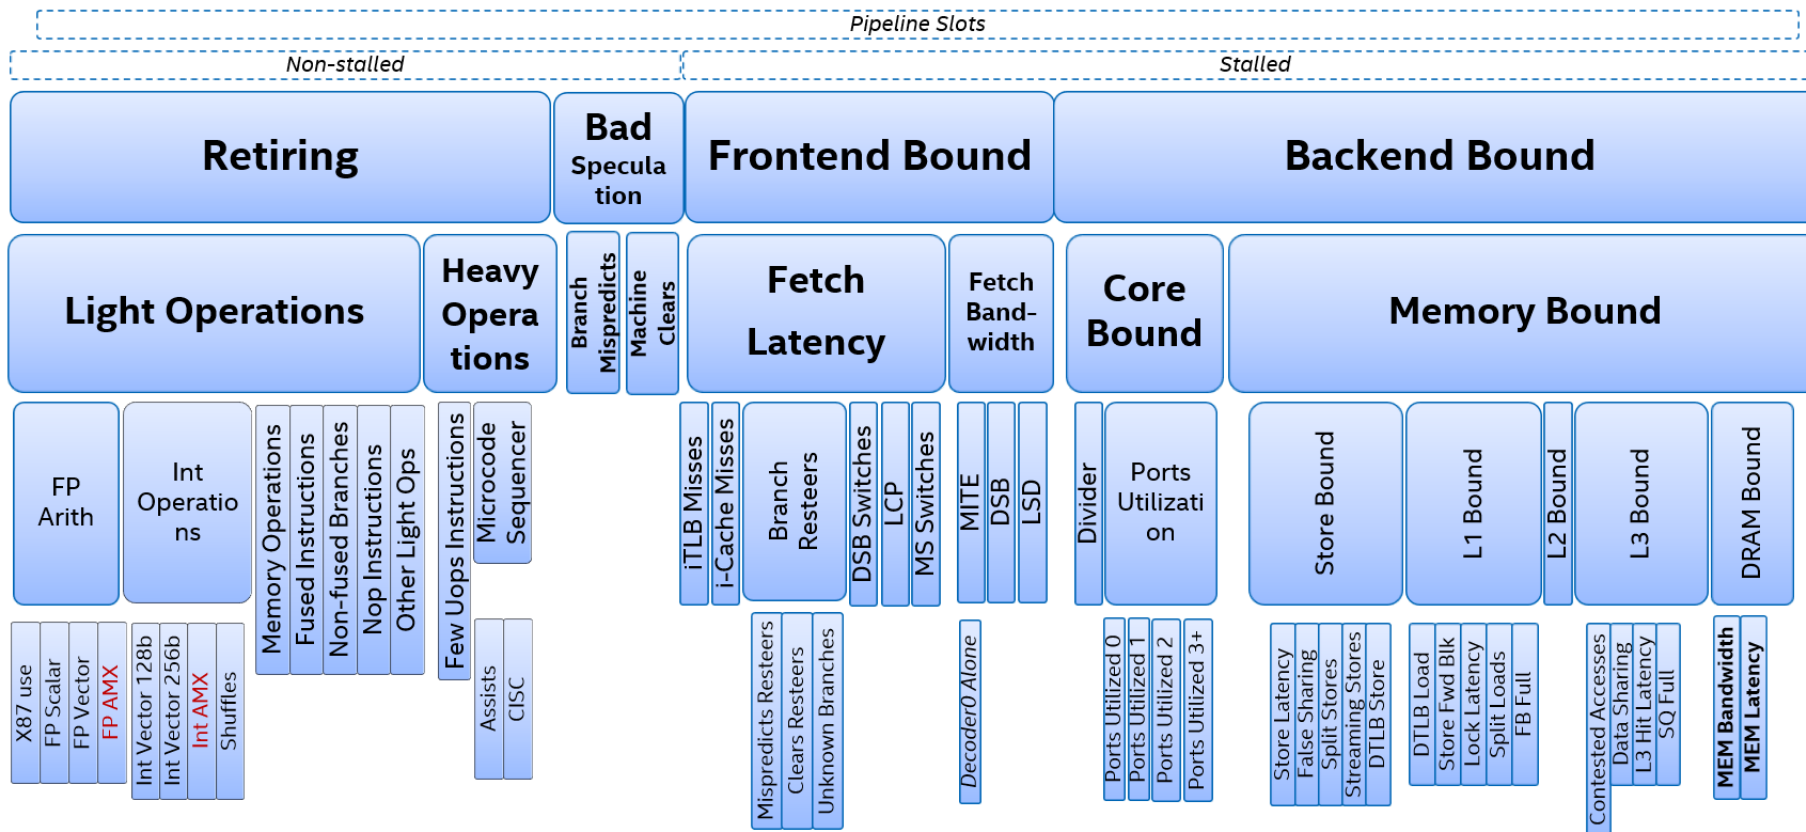 Pipeline Slots
Non-stalled
Stalled
Retiring
Bad
Specula
tion
Frontend Bound
Backend Bound
Light Operations
Heavy
Opera
tions
Branch
Mispredicts
Machine
Clears
Fetch
Latency
Fetch
Band-
width
Core
Bound
Memory Bound
FP
Arith
Int
Operatio
ns
Memory Operations
Fused Instructions
Non-fused Branches
Nop Instructions
Other Light Ops
Few Uops Instructions
Microcode
Sequencer
iTLB Misses
i-Cache Misses
Branch
Resteers
DSB Switches
LCP
MS Switches
MITE
DSB
LSD
Divider
Ports
Utilizati
on
Store Bound
L1 Bound
L2 Bound
L3 Bound
DRAM Bound
X87 use
FP Scalar
FP Vector
FP AMX
Int Vector 128b
Int Vector 256b
Int AMX
Shuffles
Assists
CISC
Mispredicts Resteers
Clears Resteers
Unknown Branches
Decoder0 Alone
Ports Utilized 0
Ports Utilized 1
Ports Utilized 2
Ports Utilized 3+
Store Latency
False Sharing
Split Stores
Streaming Stores
DTLB Store
DTLB Load
Store Fwd Blk
Lock Latency
Split Loads
FB Full
Contested Accesses
Data Sharing
L3 Hit Latency
SQ Full
MEM Bandwidth
MEM Latency